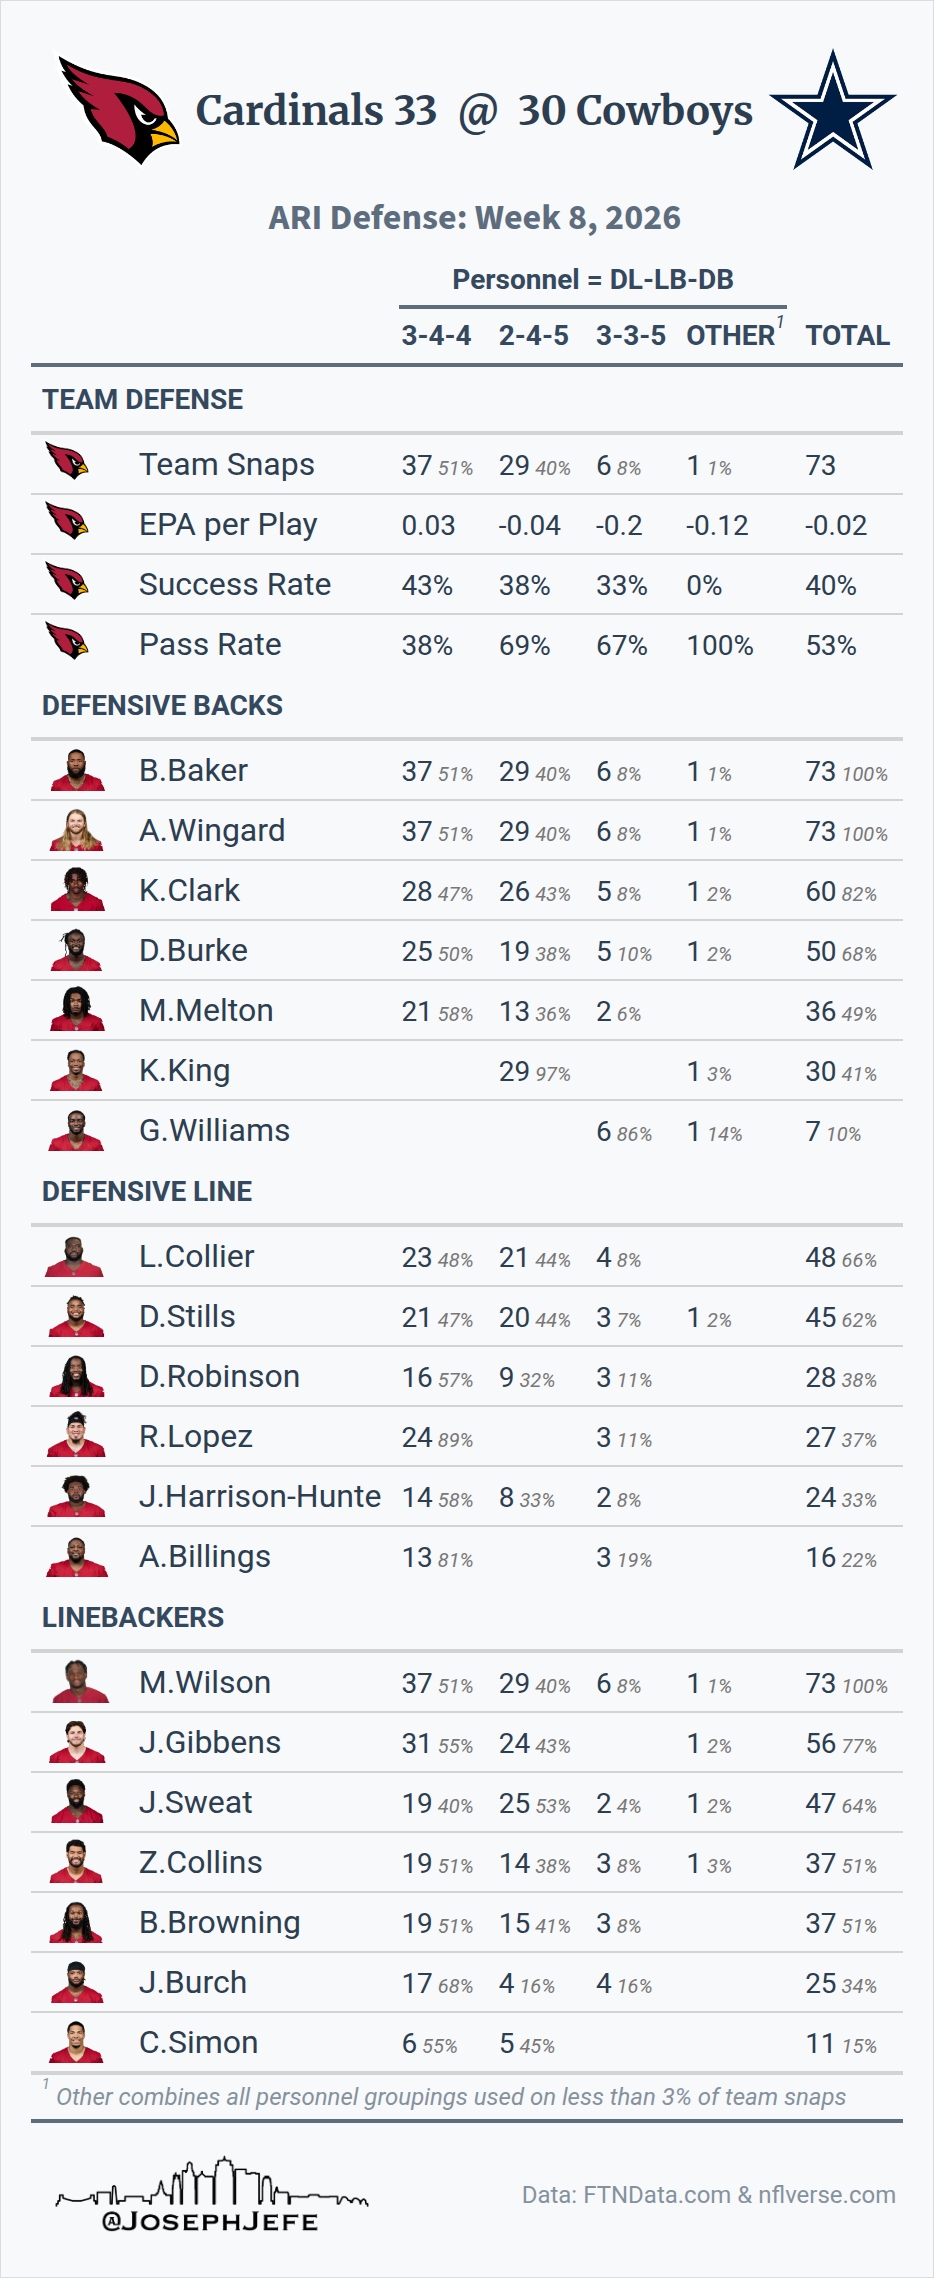 Cardinals 33 @ 30 Cowboys
ARI Defense: Week 8, 2026
Personnel = DL-LB-DB
3-4-4 2-4-5 3-3-5 OTHER1 TOTAL
TEAM DEFENSE
Team Snaps 37 51% 29 40% 6 8% 1 1% 73
EPA per Play 0.03 -0.04 -0.2 -0.12 -0.02
Success Rate 43% 38% 33% 0% 40%
Pass Rate 38% 69% 67% 100% 53%
DEFENSIVE BACKS
B.Baker 37 51% 29 40% 6 8% 1 1% 73 100%
A.Wingard 37 51% 29 40% 6 8% 1 1% 73 100%
K.Clark 28 47% 26 43% 5 8% 1 2% 60 82%
D.Burke 25 50% 19 38% 5 10% 1 2% 50 68%
M.Melton 21 58% 13 36% 2 6% 36 49%
K.King 29 97% 1 3% 30 41%
G.Williams 6 86% 1 14% 7 10%
DEFENSIVE LINE
L.Collier 23 48% 21 44% 4 8% 48 66%
D.Stills 21 47% 20 44% 3 7% 1 2% 45 62%
D.Robinson 16 57% 9 32% 3 11% 28 38%
R.Lopez 24 89% 3 11% 27 37%
J.Harrison-Hunte 14 58% 8 33% 2 8% 24 33%
A.Billings 13 81% 3 19% 16 22%
LINEBACKERS
M.Wilson 37 51% 29 40% 6 8% 1 1% 73 100%
J.Gibbens 31 55% 24 43% 1 2% 56 77%
J.Sweat 19 40% 25 53% 2 4% 1 2% 47 64%
Z.Collins 19 51% 14 38% 3 8% 1 3% 37 51%
B.Browning 19 51% 15 41% 3 8% 37 51%
J.Burch 17 68% 4 16% 4 16% 25 34%
C.Simon 6 55% 5 45% 11 15%
1 Other combines all personnel groupings used on less than 3% of team snaps
@JOSEPHJEFE
Data: FTNData.com & nflverse.com